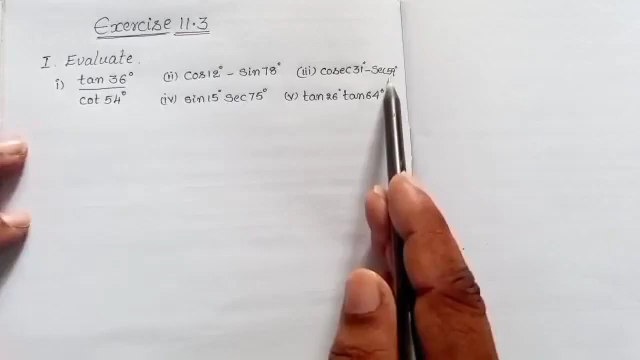 Exercise 11.3
I. Evaluate.
i) tan 36° / cot 54° (ii) cos 12° - sin 78° (iii) cosec 31° - sec 59°
(iv) sin 15° sec 75° (v) tan 26° tan 64°